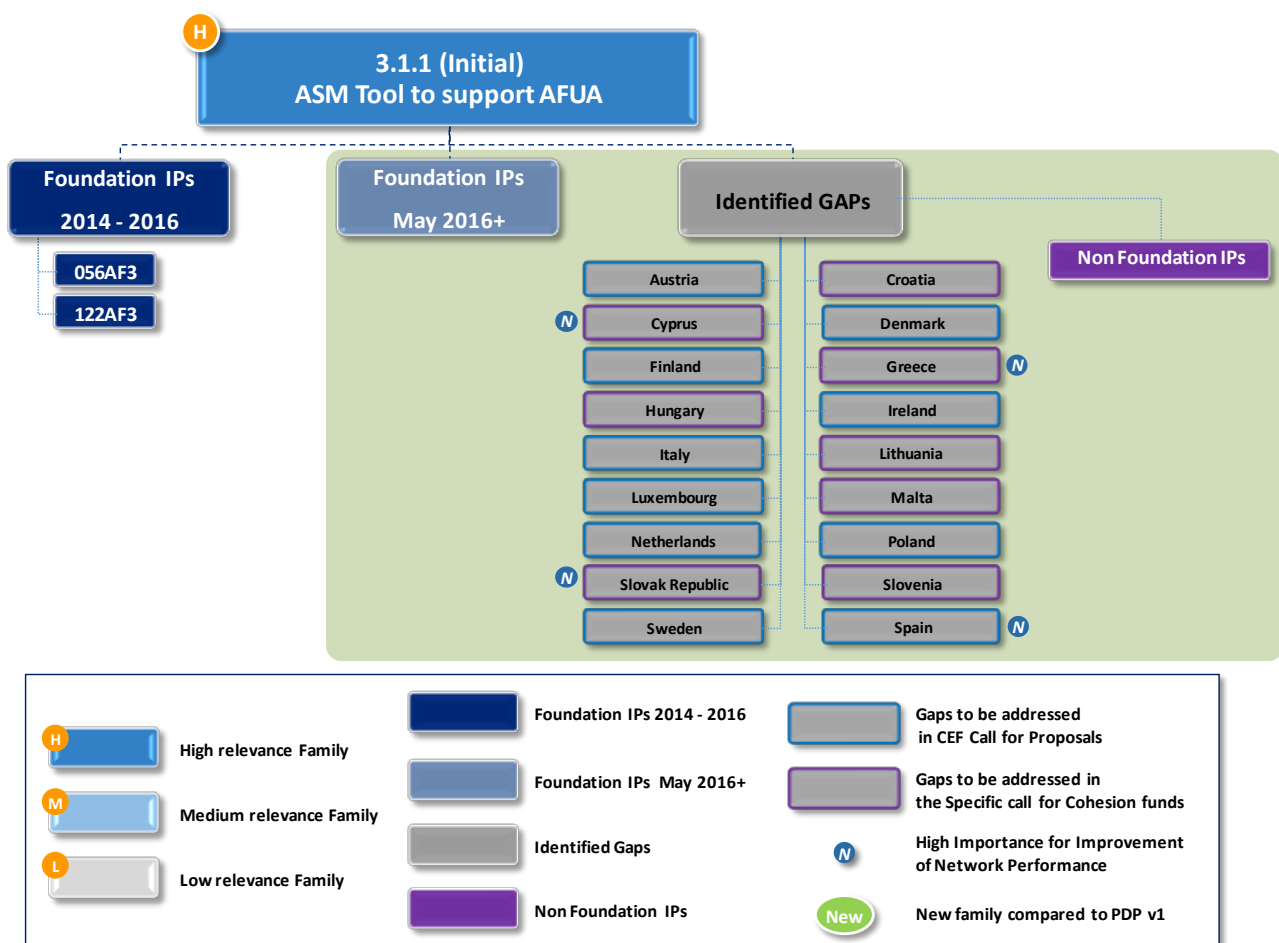 H
3.1.1 (Initial)
ASM Tool to support AFUA
Foundation IPs
2014 - 2016
056AF3
122AF3
Foundation IPs
May 2016+
Identified GAPs
Non Foundation IPs
Austria
Croatia
N
Cyprus
Denmark
Finland
Greece
N
Hungary
Ireland
Italy
Lithuania
Luxembourg
Malta
Netherlands
Poland
N
Slovak Republic
Slovenia
Sweden
Spain
N
H
High relevance Family
M
Medium relevance Family
L
Low relevance Family
Foundation IPs 2014 - 2016
Foundation IPs May 2016+
Identified Gaps
Non Foundation IPs
Gaps to be addressed
in CEF Call for Proposals
Gaps to be addressed in
the Specific call for Cohesion funds
N
High Importance for Improvement
of Network Performance
New
New family compared to PDP v1